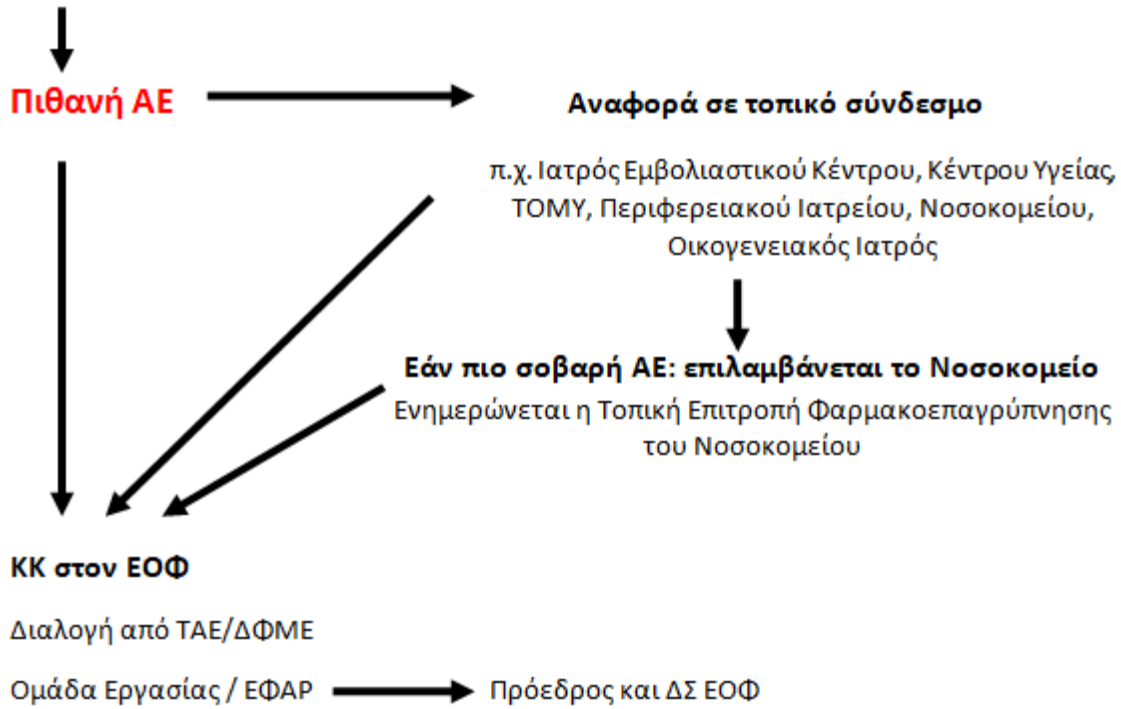 Πιθανή ΑΕ
Αναφορά σε τοπικό σύνδεσμο
π.χ. Ιατρός Εμβολιαστικού Κέντρου, Κέντρου Υγείας,
ΤΟΜΥ, Περιφερειακού Ιατρείου, Νοσοκομείου,
Οικογενειακός Ιατρός
Εάν πιο σοβαρή ΑΕ: επιλαμβάνεται το Νοσοκομείο
Ενημερώνεται η Τοπική Επιτροπή Φαρμακοεπαγρύπνησης
του Νοσοκομείου
ΚΚ στον ΕΟΦ
Διαλογή από ΤΑΕ/ΔΦΜΕ
Ομάδα Εργασίας / ΕΦΑΡ
Πρόεδρος και ΔΣ ΕΟΦ